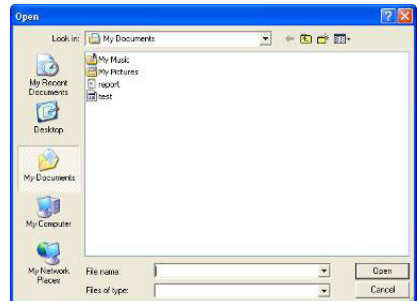 Open
Look in: My Documents
My Recent
Documents
Desktop
My Documents
My Computer
My Network
Places
My Music
My Pictures
report
test
File name:
Open
Files of type:
Cancel